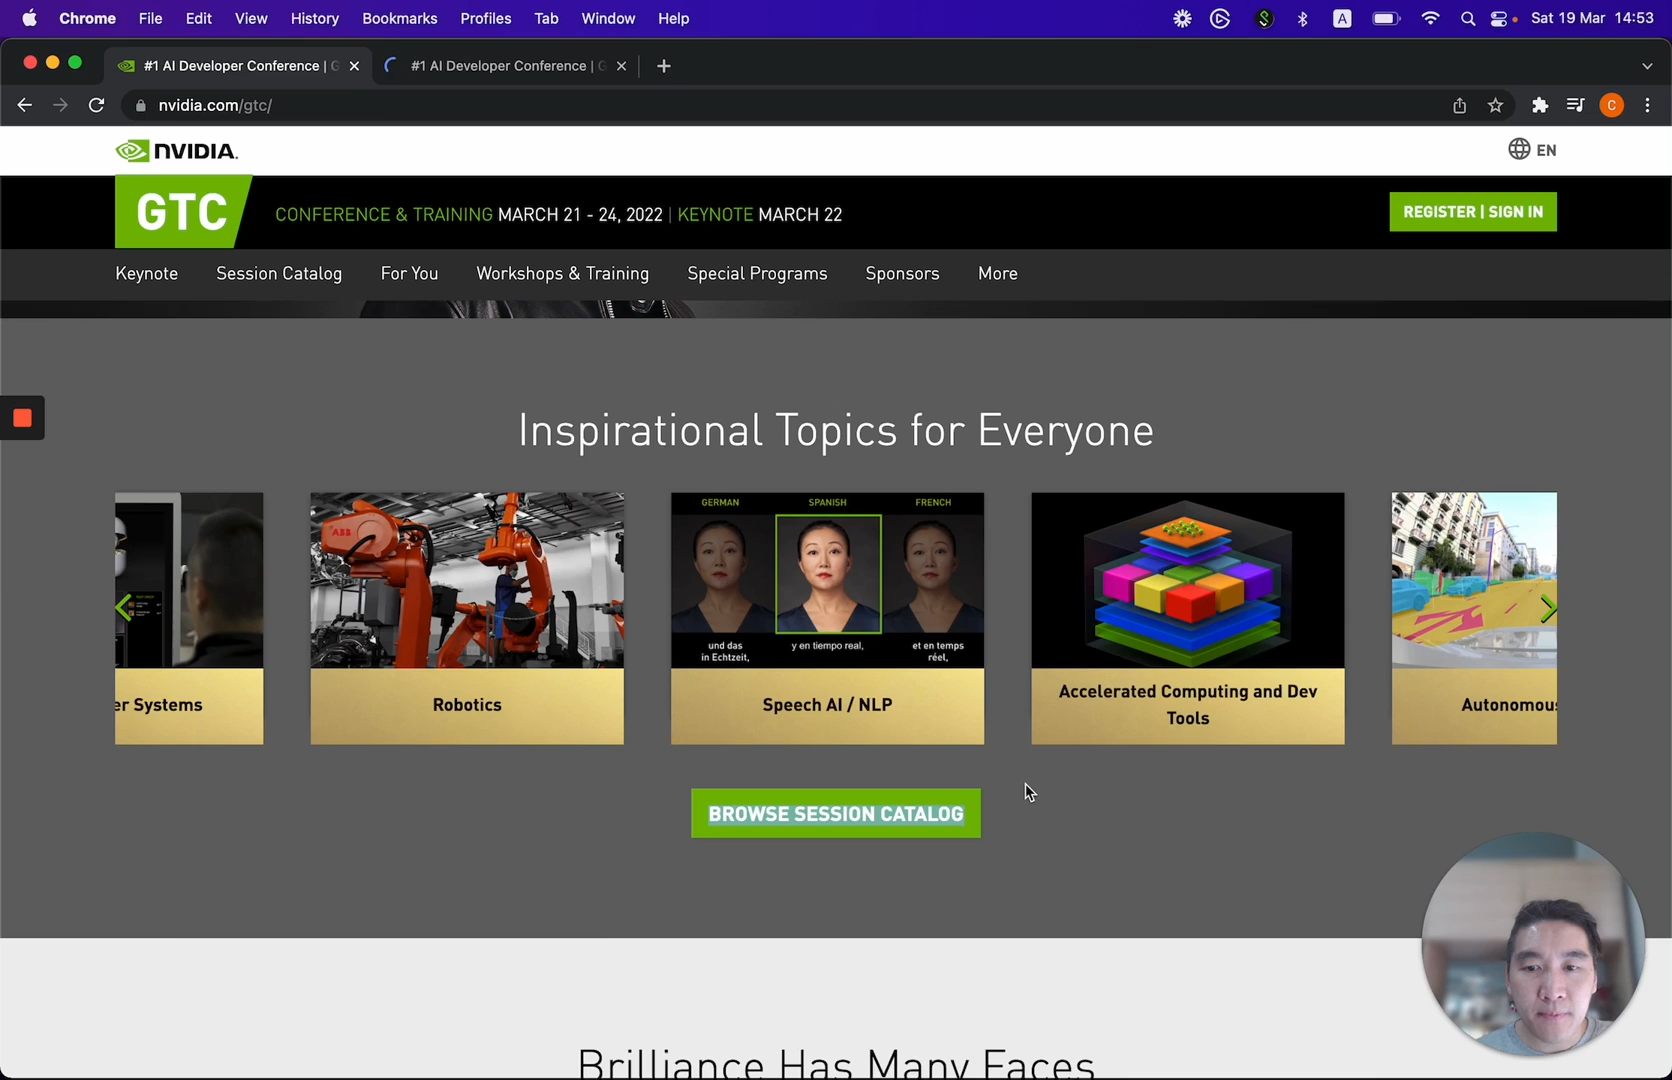 Chrome File Edit View History Bookmarks Profiles Tab Window Help A Sat 19 Mar 14:53
#1 AI Developer Conference | G #1 AI Developer Conference | G
nvidia.com/gtc/ C
NVIDIA. EN
GTC CONFERENCE & TRAINING MARCH 21 - 24, 2022 | KEYNOTE MARCH 22 REGISTER | SIGN IN
Keynote Session Catalog For You Workshops & Training Special Programs Sponsors More
Inspirational Topics for Everyone
GERMAN SPANISH FRENCH
ABB
und das
in Echtzeit,
y en tiempo real,
et en temps
réel,
er Systems
Robotics
Speech AI / NLP
Accelerated Computing and Dev
Tools
Autonomous
BROWSE SESSION CATALOG
Brilliance Has Many Faces